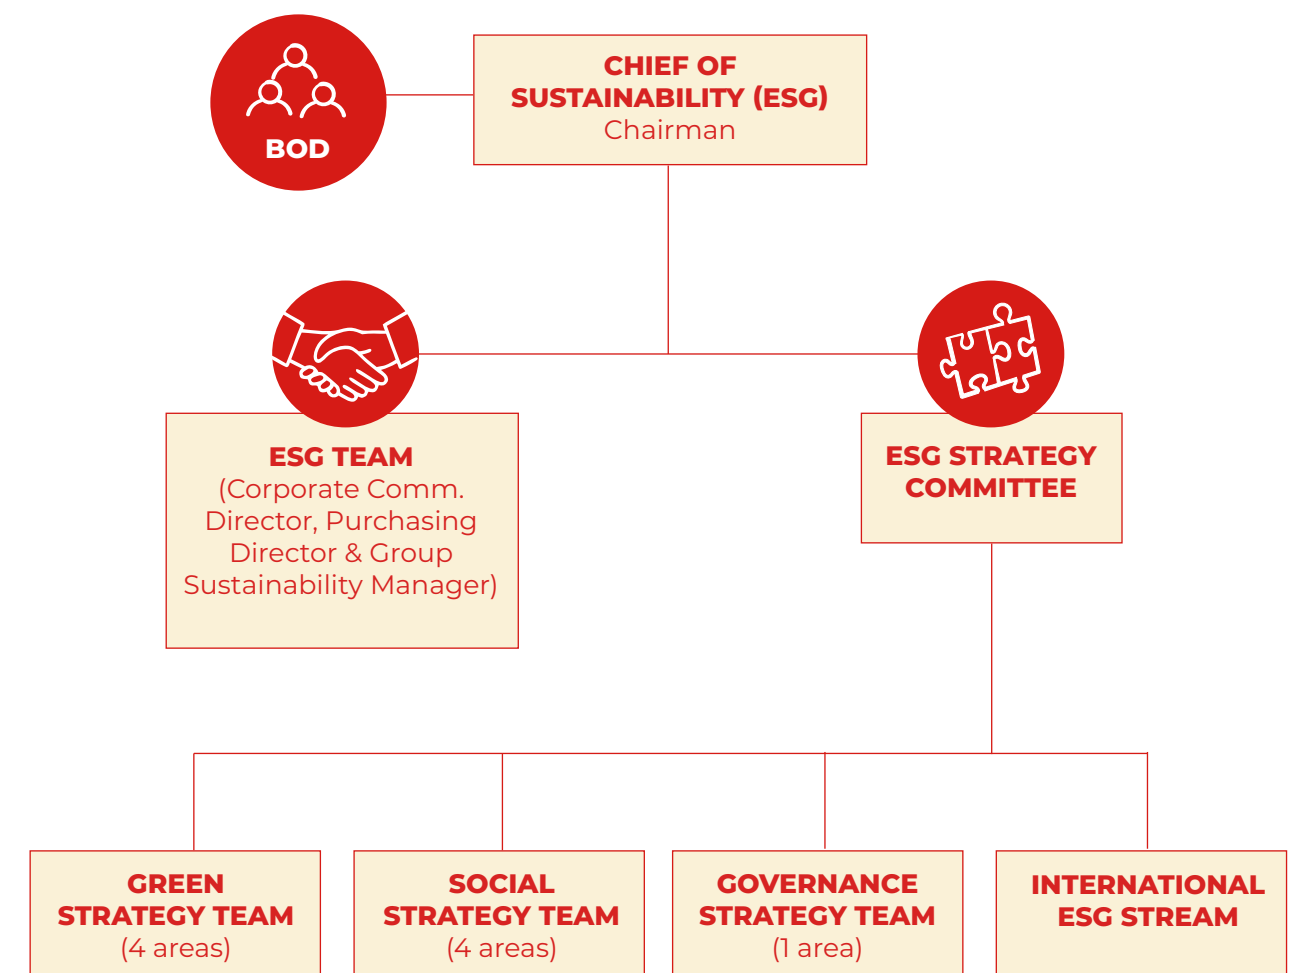 BOD
CHIEF OF
SUSTAINABILITY (ESG)
Chairman
ESG TEAM
(Corporate Comm.
Director, Purchasing
Director & Group
Sustainability Manager)
ESG STRATEGY
COMMITTEE
GREEN
STRATEGY TEAM
(4 areas)
SOCIAL
STRATEGY TEAM
(4 areas)
GOVERNANCE
STRATEGY TEAM
(1 area)
INTERNATIONAL
ESG STREAM